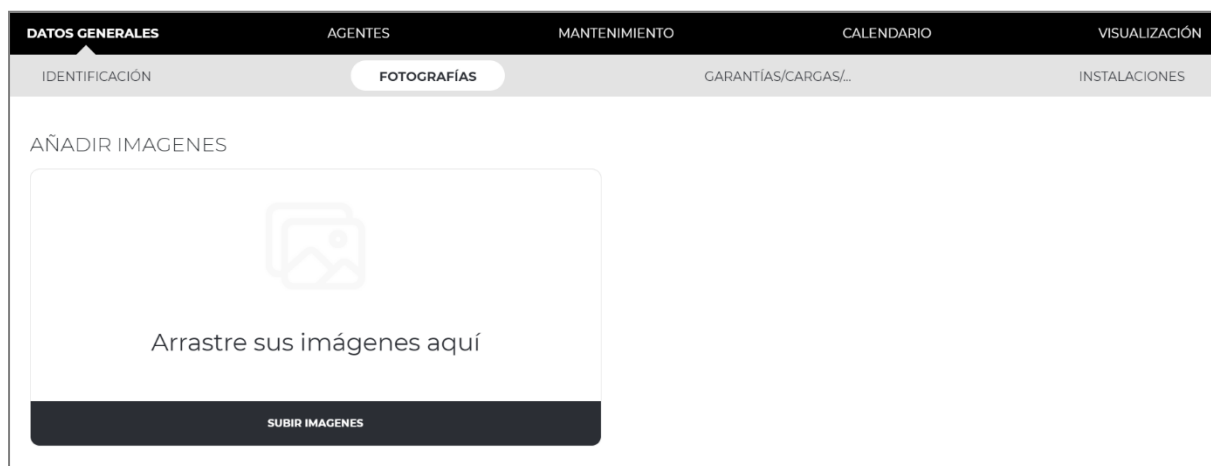 DATOS GENERALES AGENTES MANTENIMIENTO CALENDARIO VISUALIZACIÓN
IDENTIFICACIÓN FOTOGRAFÍAS GARANTÍAS/CARGAS/... INSTALACIONES
AÑADIR IMAGENES
Arrastre sus imágenes aquí
SUBIR IMAGENES